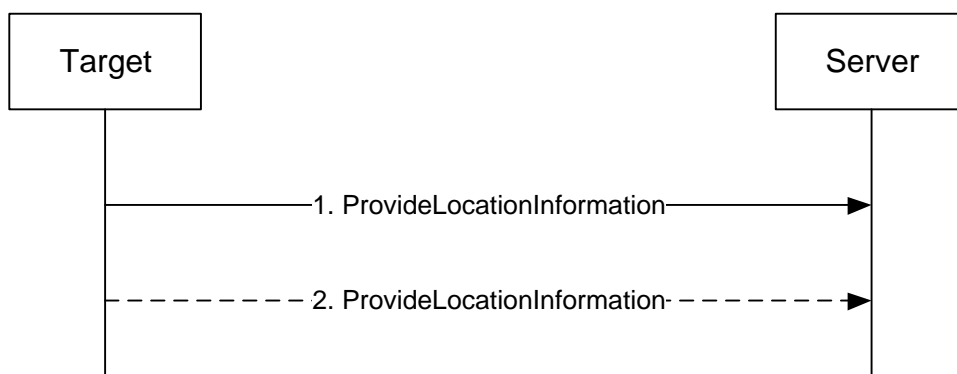 Target
Server
1. ProvideLocationInformation
2. ProvideLocationInformation